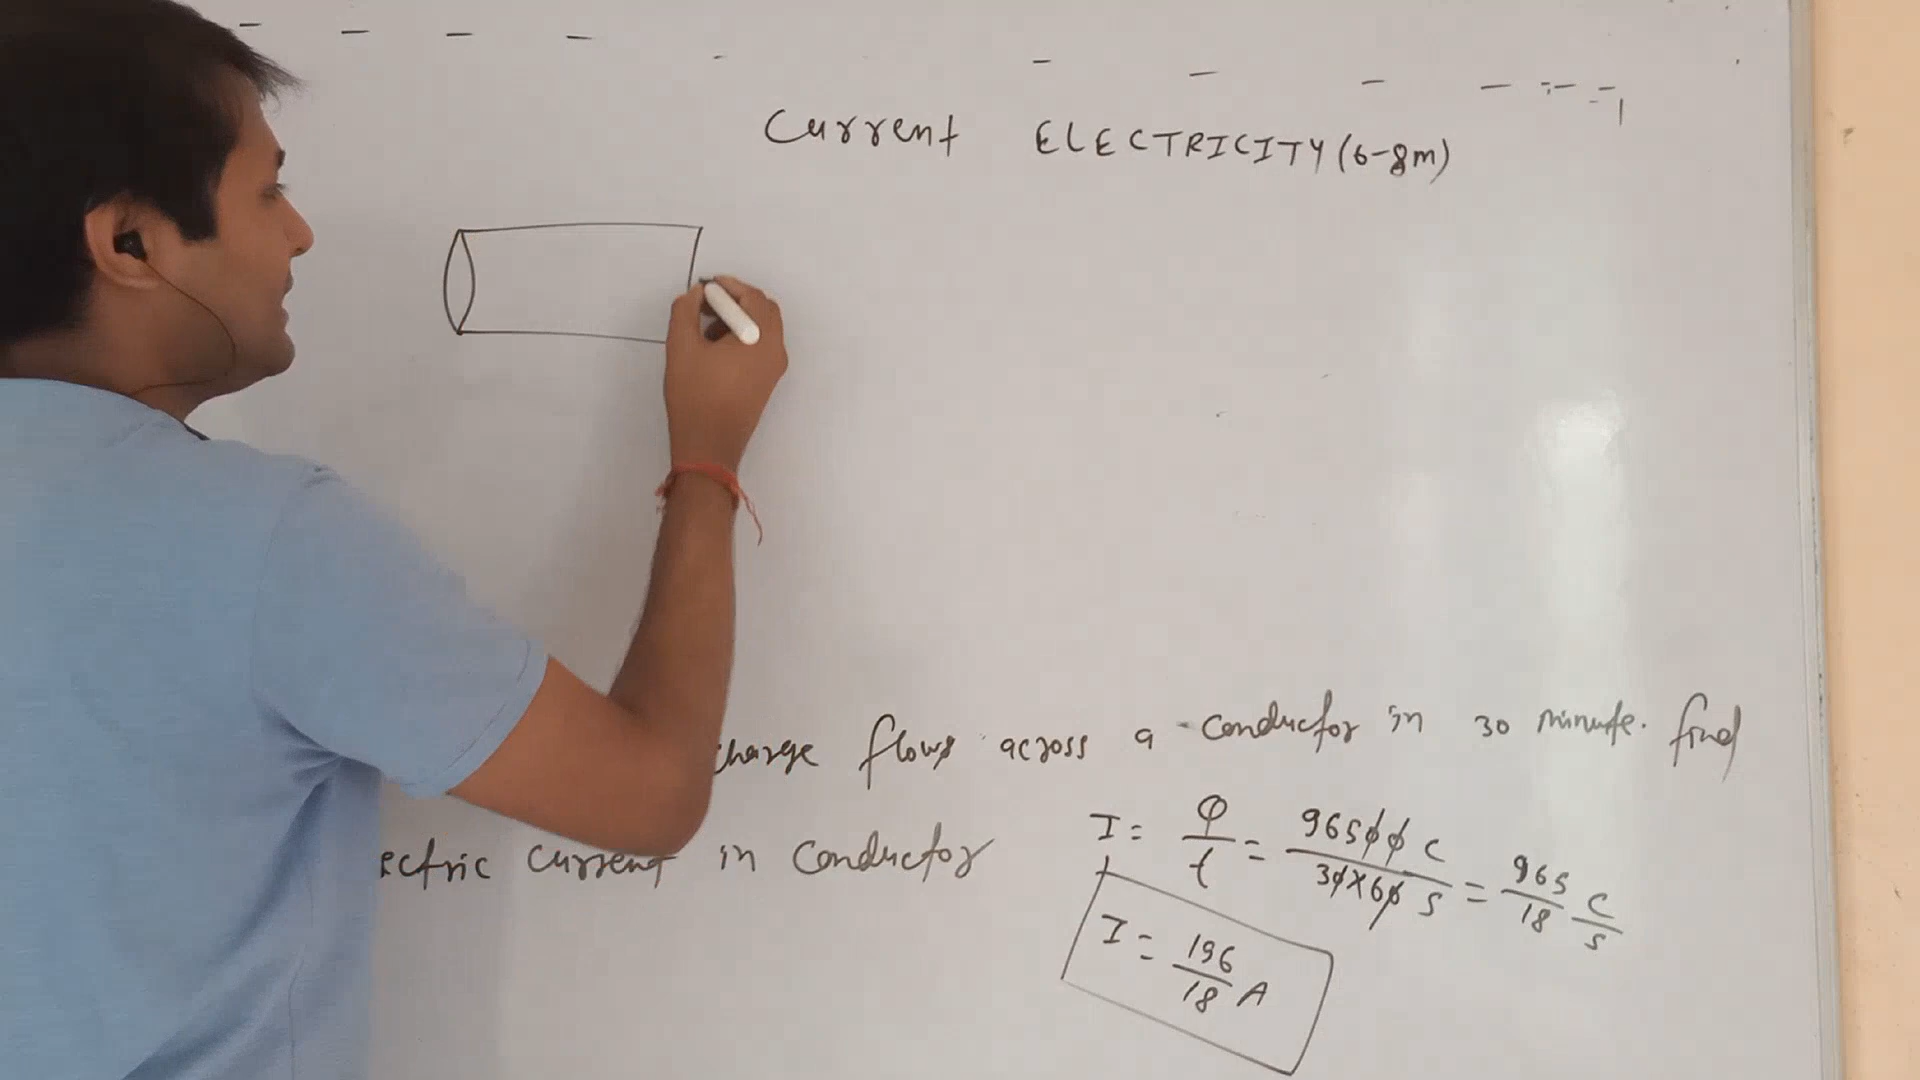 Current ELECTRICITY (6-8m)
charge flows across a conductor in 30 minute. find
ectric current in conductor
I = Q/t = 96500 C / 30×60 S = 965/18 C/S
I = 196/18 A